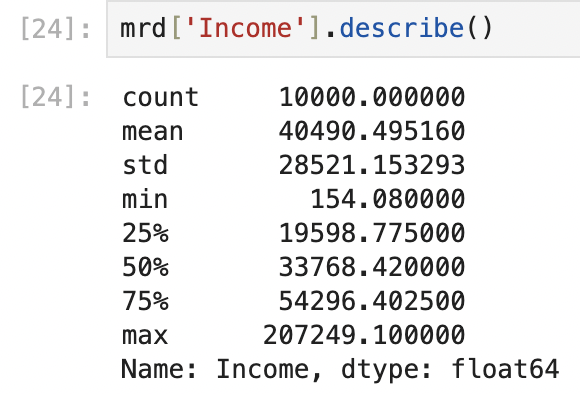 [24]: mrd['Income'].describe()
[24]: count 10000.000000
mean 40490.495160
std 28521.153293
min 154.080000
25% 19598.775000
50% 33768.420000
75% 54296.402500
max 207249.100000
Name: Income, dtype: float64